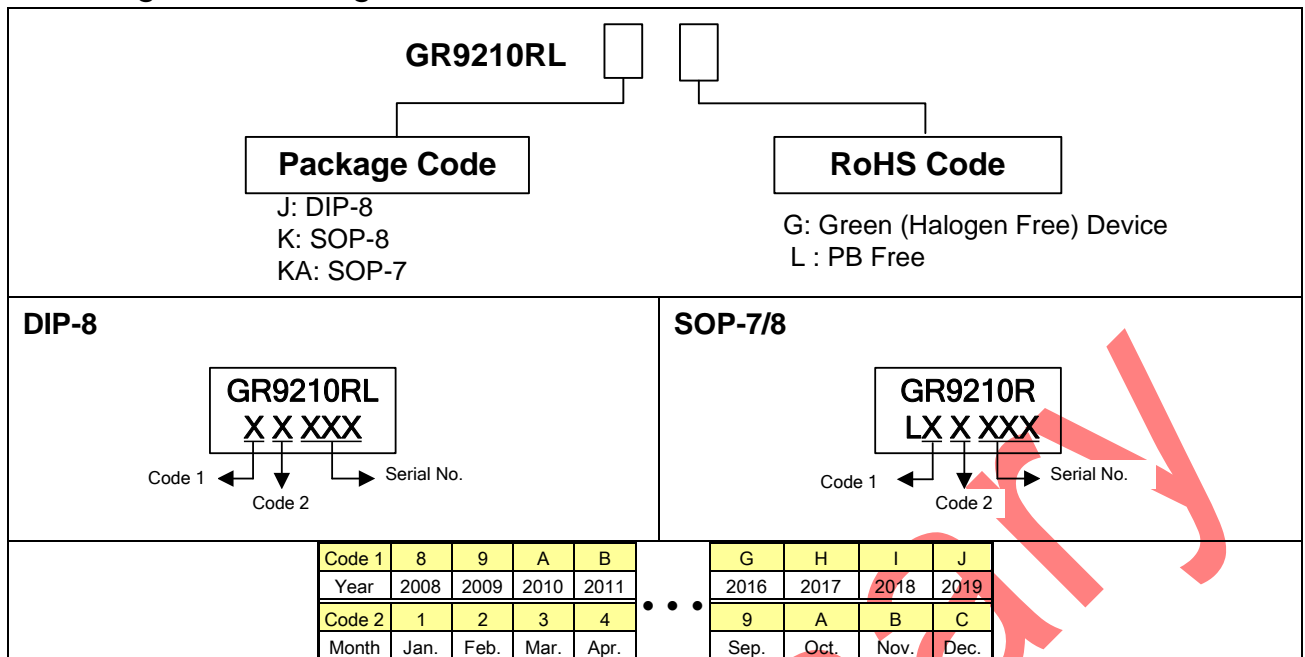 GR9210RL
Package Code
RoHS Code
J: DIP-8
K: SOP-8
KA: SOP-7
G: Green (Halogen Free) Device
L : PB Free
DIP-8
SOP-7/8
GR9210RL
X X XXX
Code 1
Code 2
Serial No.
GR9210R
LX X XXX
Code 1
Code 2
Serial No.
Code 1 8 9 A B G H I J
Year 2008 2009 2010 2011 • • • 2016 2017 2018 2019
Code 2 1 2 3 4 9 A B C
Month Jan. Feb. Mar. Apr. Sep. Oct. Nov. Dec.